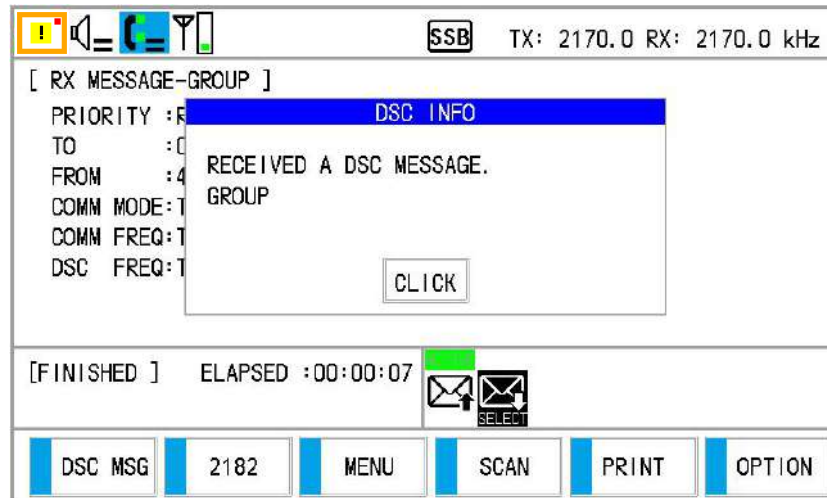 !
SSB TX: 2170.0 RX: 2170.0 kHz
[ RX MESSAGE-GROUP ]
PRIORITY :R
TO :
FROM :4
COMM MODE:T
COMM FREQ:T
DSC FREQ:T
DSC INFO
RECEIVED A DSC MESSAGE.
GROUP
CLICK
[FINISHED ] ELAPSED :00:00:07
SELECT
DSC MSG 2182 MENU SCAN PRINT OPTION